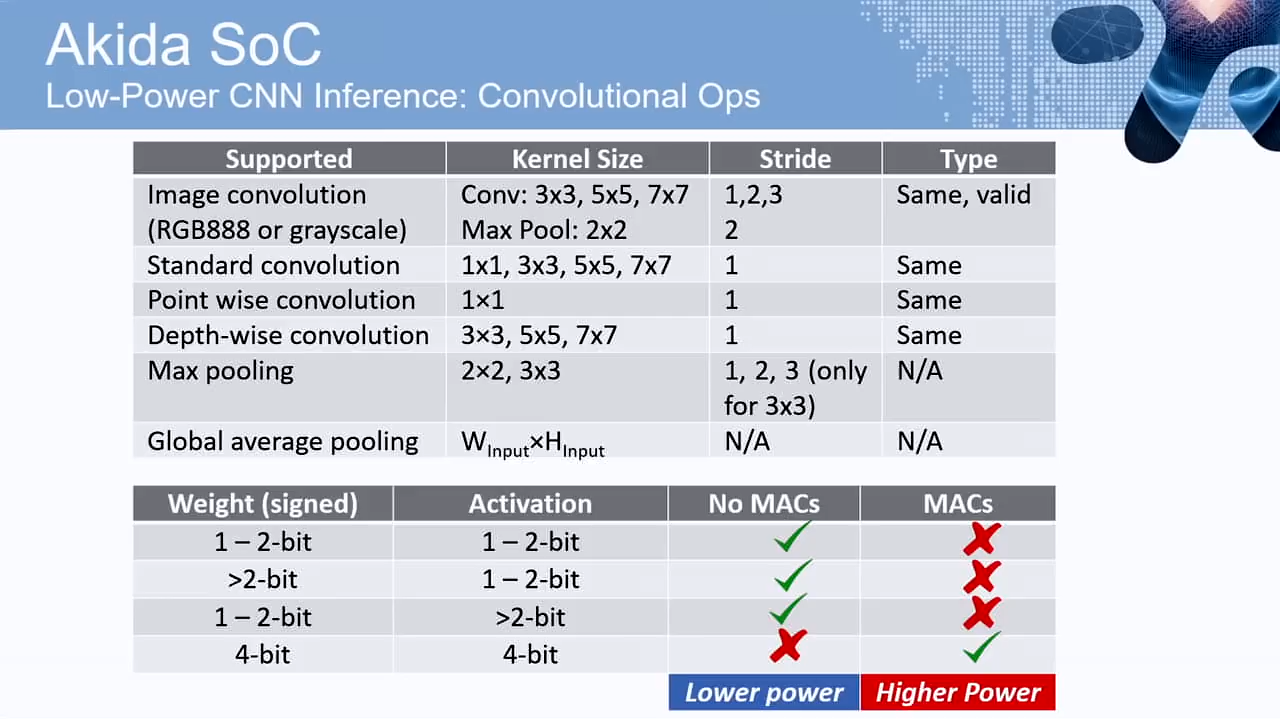 Akida SoC
Low-Power CNN Inference: Convolutional Ops
Supported Kernel Size Stride Type
Image convolution Conv: 3x3, 5x5, 7x7 1,2,3 Same, valid
(RGB888 or grayscale) Max Pool: 2x2 2
Standard convolution 1x1, 3x3, 5x5, 7x7 1 Same
Point wise convolution 1×1 1 Same
Depth-wise convolution 3×3, 5x5, 7x7 1 Same
Max pooling 2×2, 3x3 1, 2, 3 (only N/A
for 3x3)
Global average pooling WInput×HInput N/A N/A
Weight (signed) Activation No MACs MACs
1 – 2-bit 1 – 2-bit
>2-bit 1 – 2-bit
1 – 2-bit >2-bit
4-bit 4-bit
Lower power Higher Power